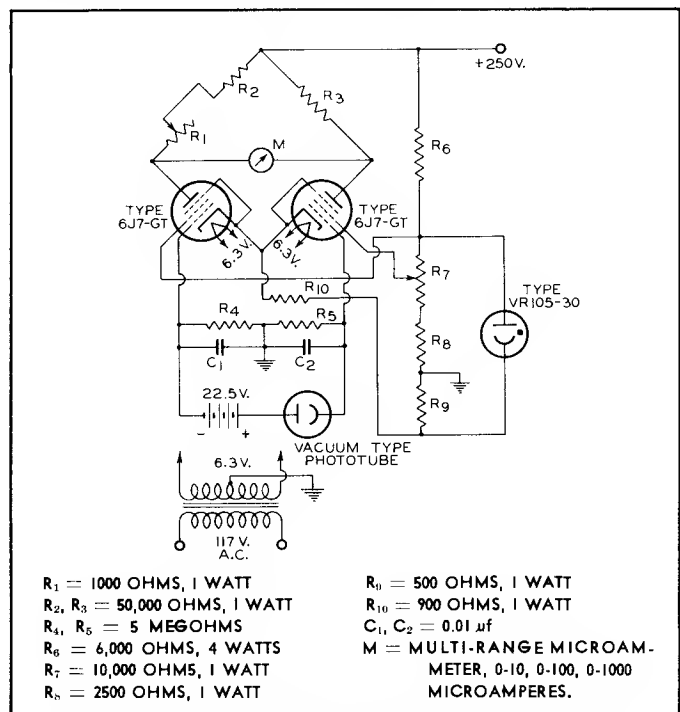 +250V.
R2
R3
R1
M
R6
TYPE
6J7-GT
TYPE
6J7-GT
6.3V.
6.3V.
R10
R7
TYPE
VR105-30
R4
R5
R8
C1
C2
R9
22.5V.
- +
VACUUM TYPE
PHOTOTUBE
6.3V.
117V.
A.C.
R1 = 1000 OHMS, 1 WATT
R2, R3 = 50,000 OHMS, 1 WATT
R4, R5 = 5 MEGOHMS
R6 = 6,000 OHMS, 4 WATTS
R7 = 10,000 OHMS, 1 WATT
R8 = 2500 OHMS, 1 WATT
R9 = 500 OHMS, 1 WATT
R10 = 900 OHMS, 1 WATT
C1, C2 = 0.01 μf
M = MULTI-RANGE MICROAM-
METER, 0-10, 0-100, 0-1000
MICROAMPERES.